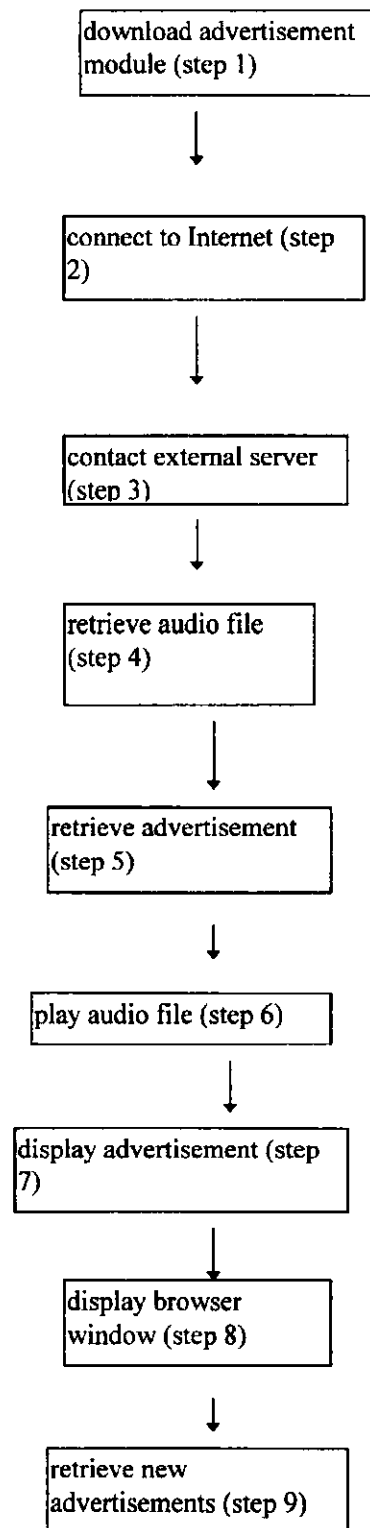 download advertisement
module (step 1)
connect to Internet (step
2)
contact external server
(step 3)
retrieve audio file
(step 4)
retrieve advertisement
(step 5)
play audio file (step 6)
display advertisement (step
7)
display browser
window (step 8)
retrieve new
advertisements (step 9)